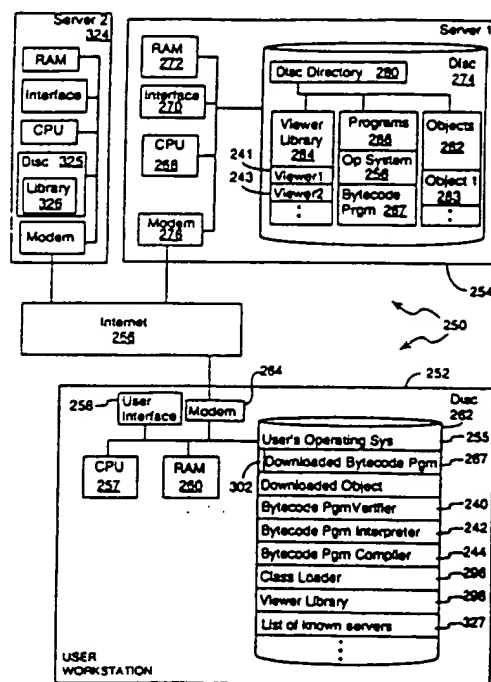 Server 2
324
RAM
Interface
CPU
Disc 325
Library
326
Modem
Server 1
RAM
272
Interface
270
CPU
268
Modem
276
Disc
274
Disc Directory 280
Viewer
Library
284
241
Viewer1
243
Viewer2
Programs
286
Op System
256
Bytecode
Prgm 267
Objects
262
Object 1
263
254
250
Internet
256
264
252
258
User
Interface
Modem
CPU
257
RAM
260
302
Disc
262
User's Operating Sys
255
Downloaded Bytecode Pgm
267
Downloaded Object
Bytecode PgmVerifier
240
Bytecode Pgm Interpreter
242
Bytecode Pgm Compiler
244
Class Loader
296
Viewer Library
298
List of known servers
327
USER
WORKSTATION